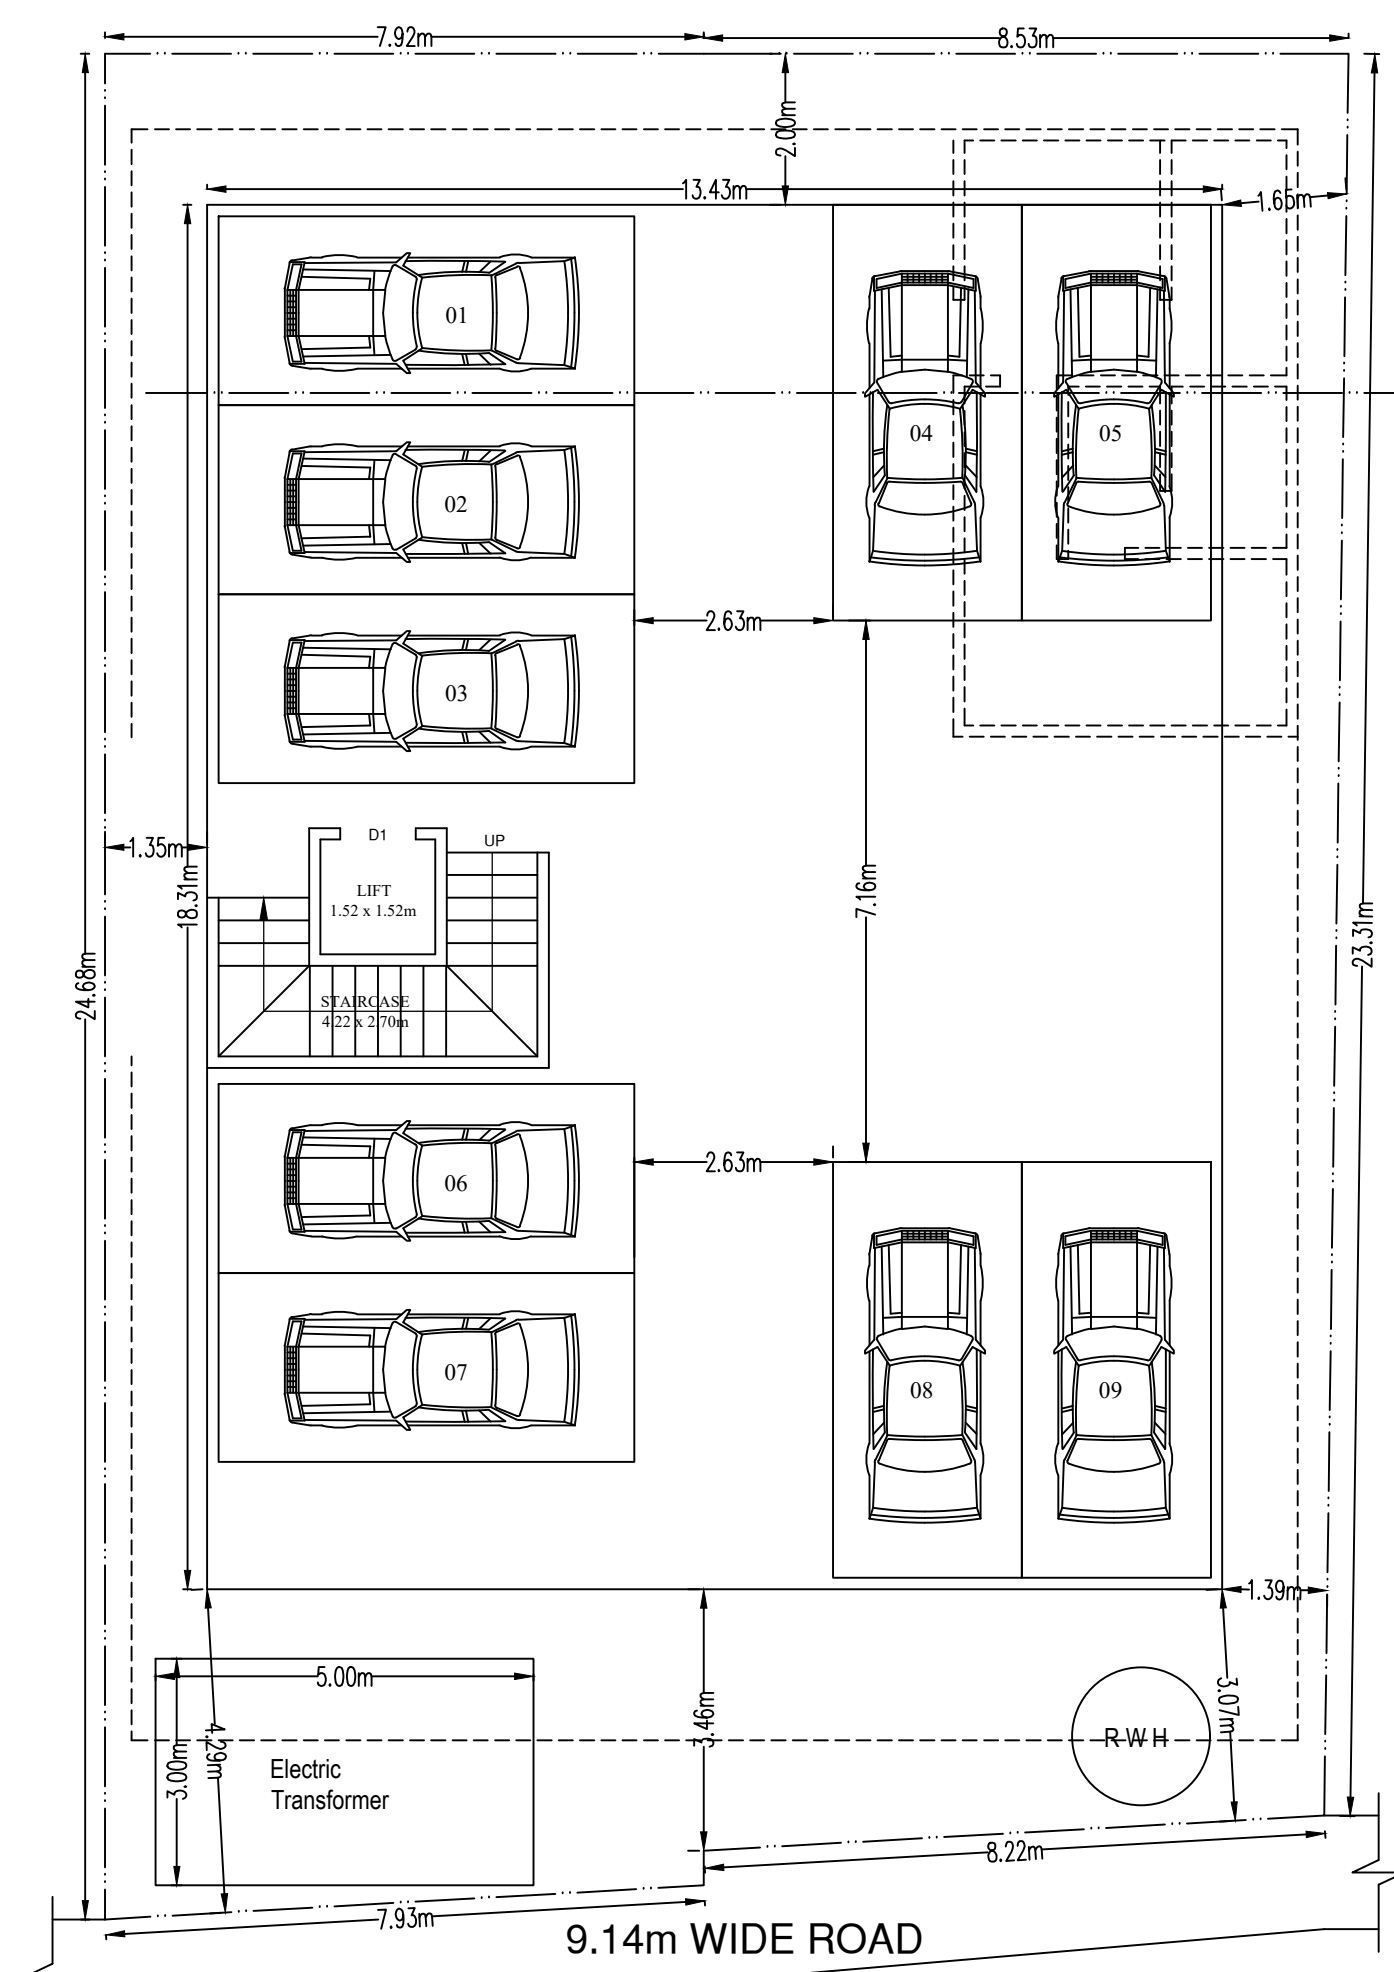 7.92m
8.53m
2.00m
13.43m
1.65m
01
04
05
02
2.63m
03
D1
UP
1.35m
LIFT
1.52 x 1.52m
7.16m
18.31m
23.31m
24.68m
STAIRCASE
4.22 x 2.70m
2.63m
06
07
08
09
1.39m
5.00m
3.07m
3.46m
4.29m
3.00m
RWH
Electric
Transformer
8.22m
7.93m
9.14m WIDE ROAD